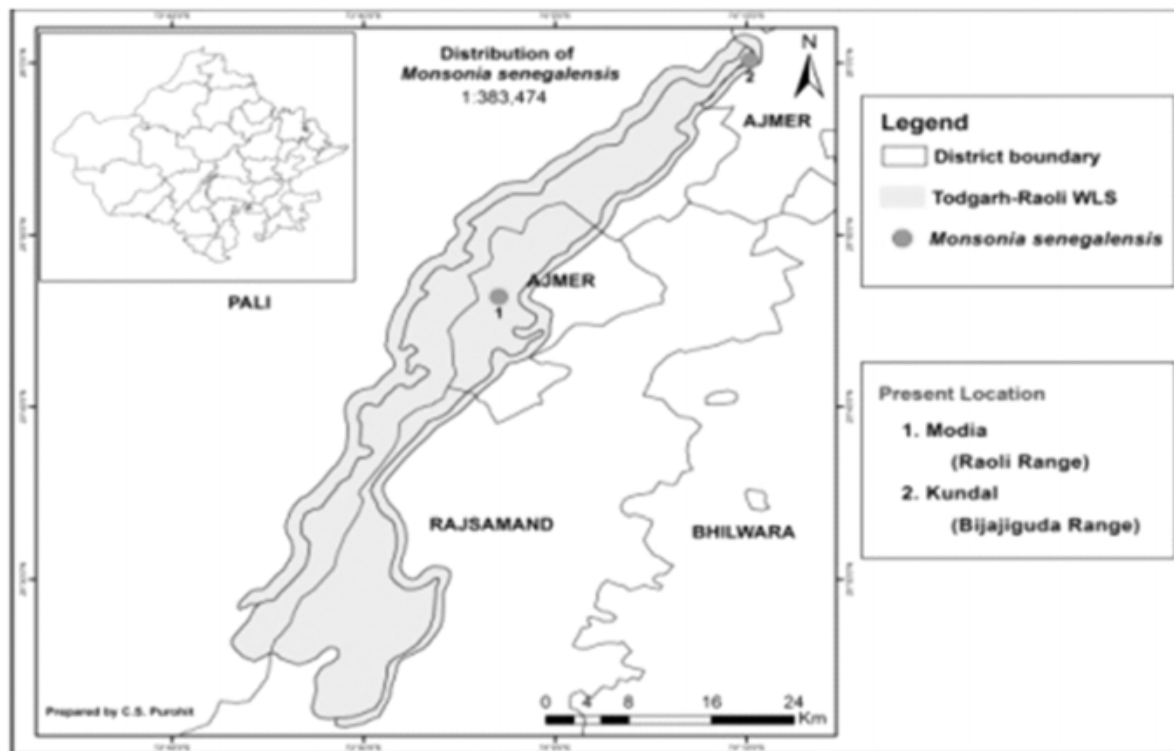 Distribution of
Monsonia senegalensis
1:383,474
N
2
AJMER
AJMER
1
PALI
RAJSAMAND
BHILWARA
Prepared by C.S. Purohit
0 4 8 16 24
Km
Legend
District boundary
Todgarh-Raoli WLS
Monsonia senegalensis
Present Location
1. Modia
(Raoli Range)
2. Kundal
(Bijajiguda Range)